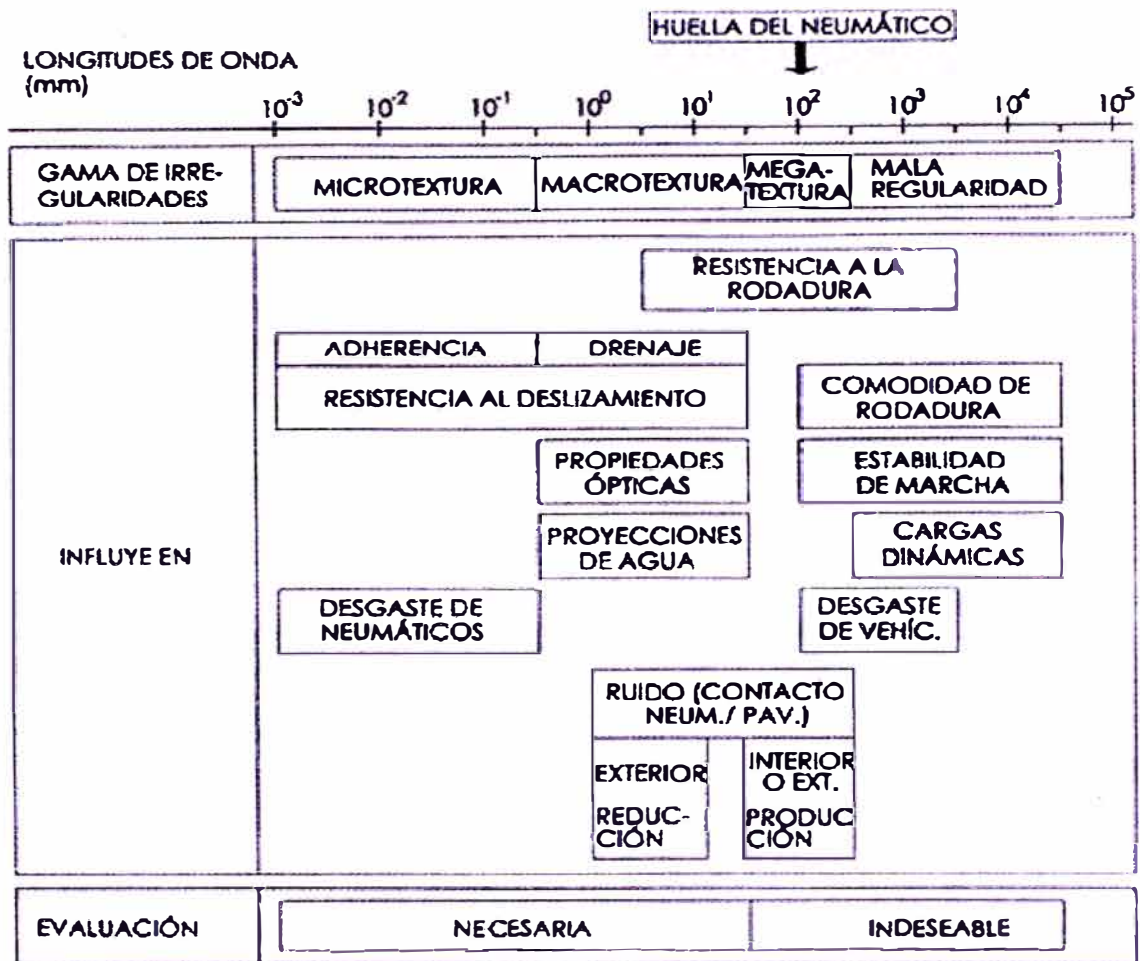 HUELLA DEL NEUMÁTICO
LONGITUDES DE ONDA
(mm)
10⁻³ 10⁻² 10⁻¹ 10⁰ 10¹ 10² 10³ 10⁴ 10⁵
GAMA DE IRRE-
GULARIDADES
MICROTEXTURA
MACROTEXTURA
MEGA-
TEXTURA
MALA
REGULARIDAD
RESISTENCIA A LA
RODADURA
ADHERENCIA
DRENAJE
RESISTENCIA AL DESLIZAMIENTO
COMODIDAD DE
RODADURA
PROPIEDADES
ÓPTICAS
ESTABILIDAD
DE MARCHA
INFLUYE EN
PROYECCIONES
DE AGUA
CARGAS
DINÁMICAS
DESGASTE DE
NEUMÁTICOS
DESGASTE
DE VEHÍC.
RUIDO (CONTACTO
NEUM./ PAV.)
EXTERIOR
REDUC-
CIÓN
INTERIOR
O EXT.
PRODUC
CIÓN
EVALUACIÓN
NECESARIA
INDESEABLE